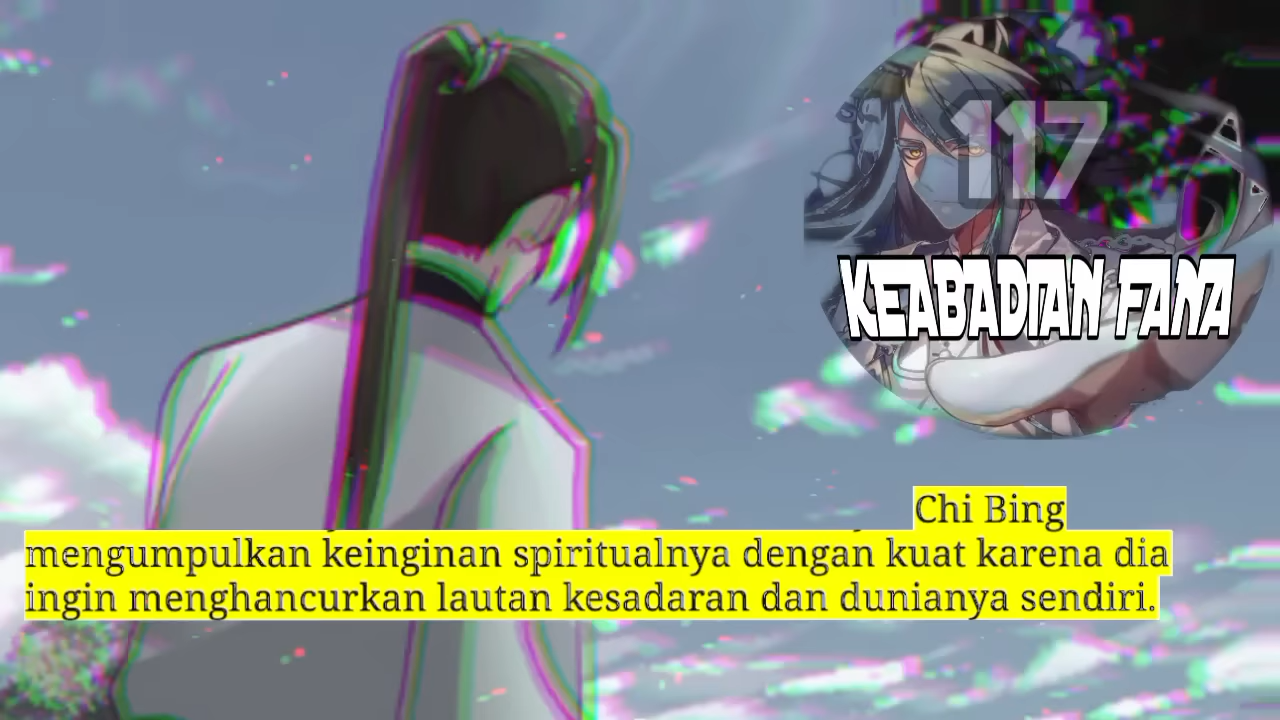 117
KEABADIAN FANA
Chi Bing
mengumpulkan keinginan spiritualnya dengan kuat karena dia
ingin menghancurkan lautan kesadaran dan dunianya sendiri.